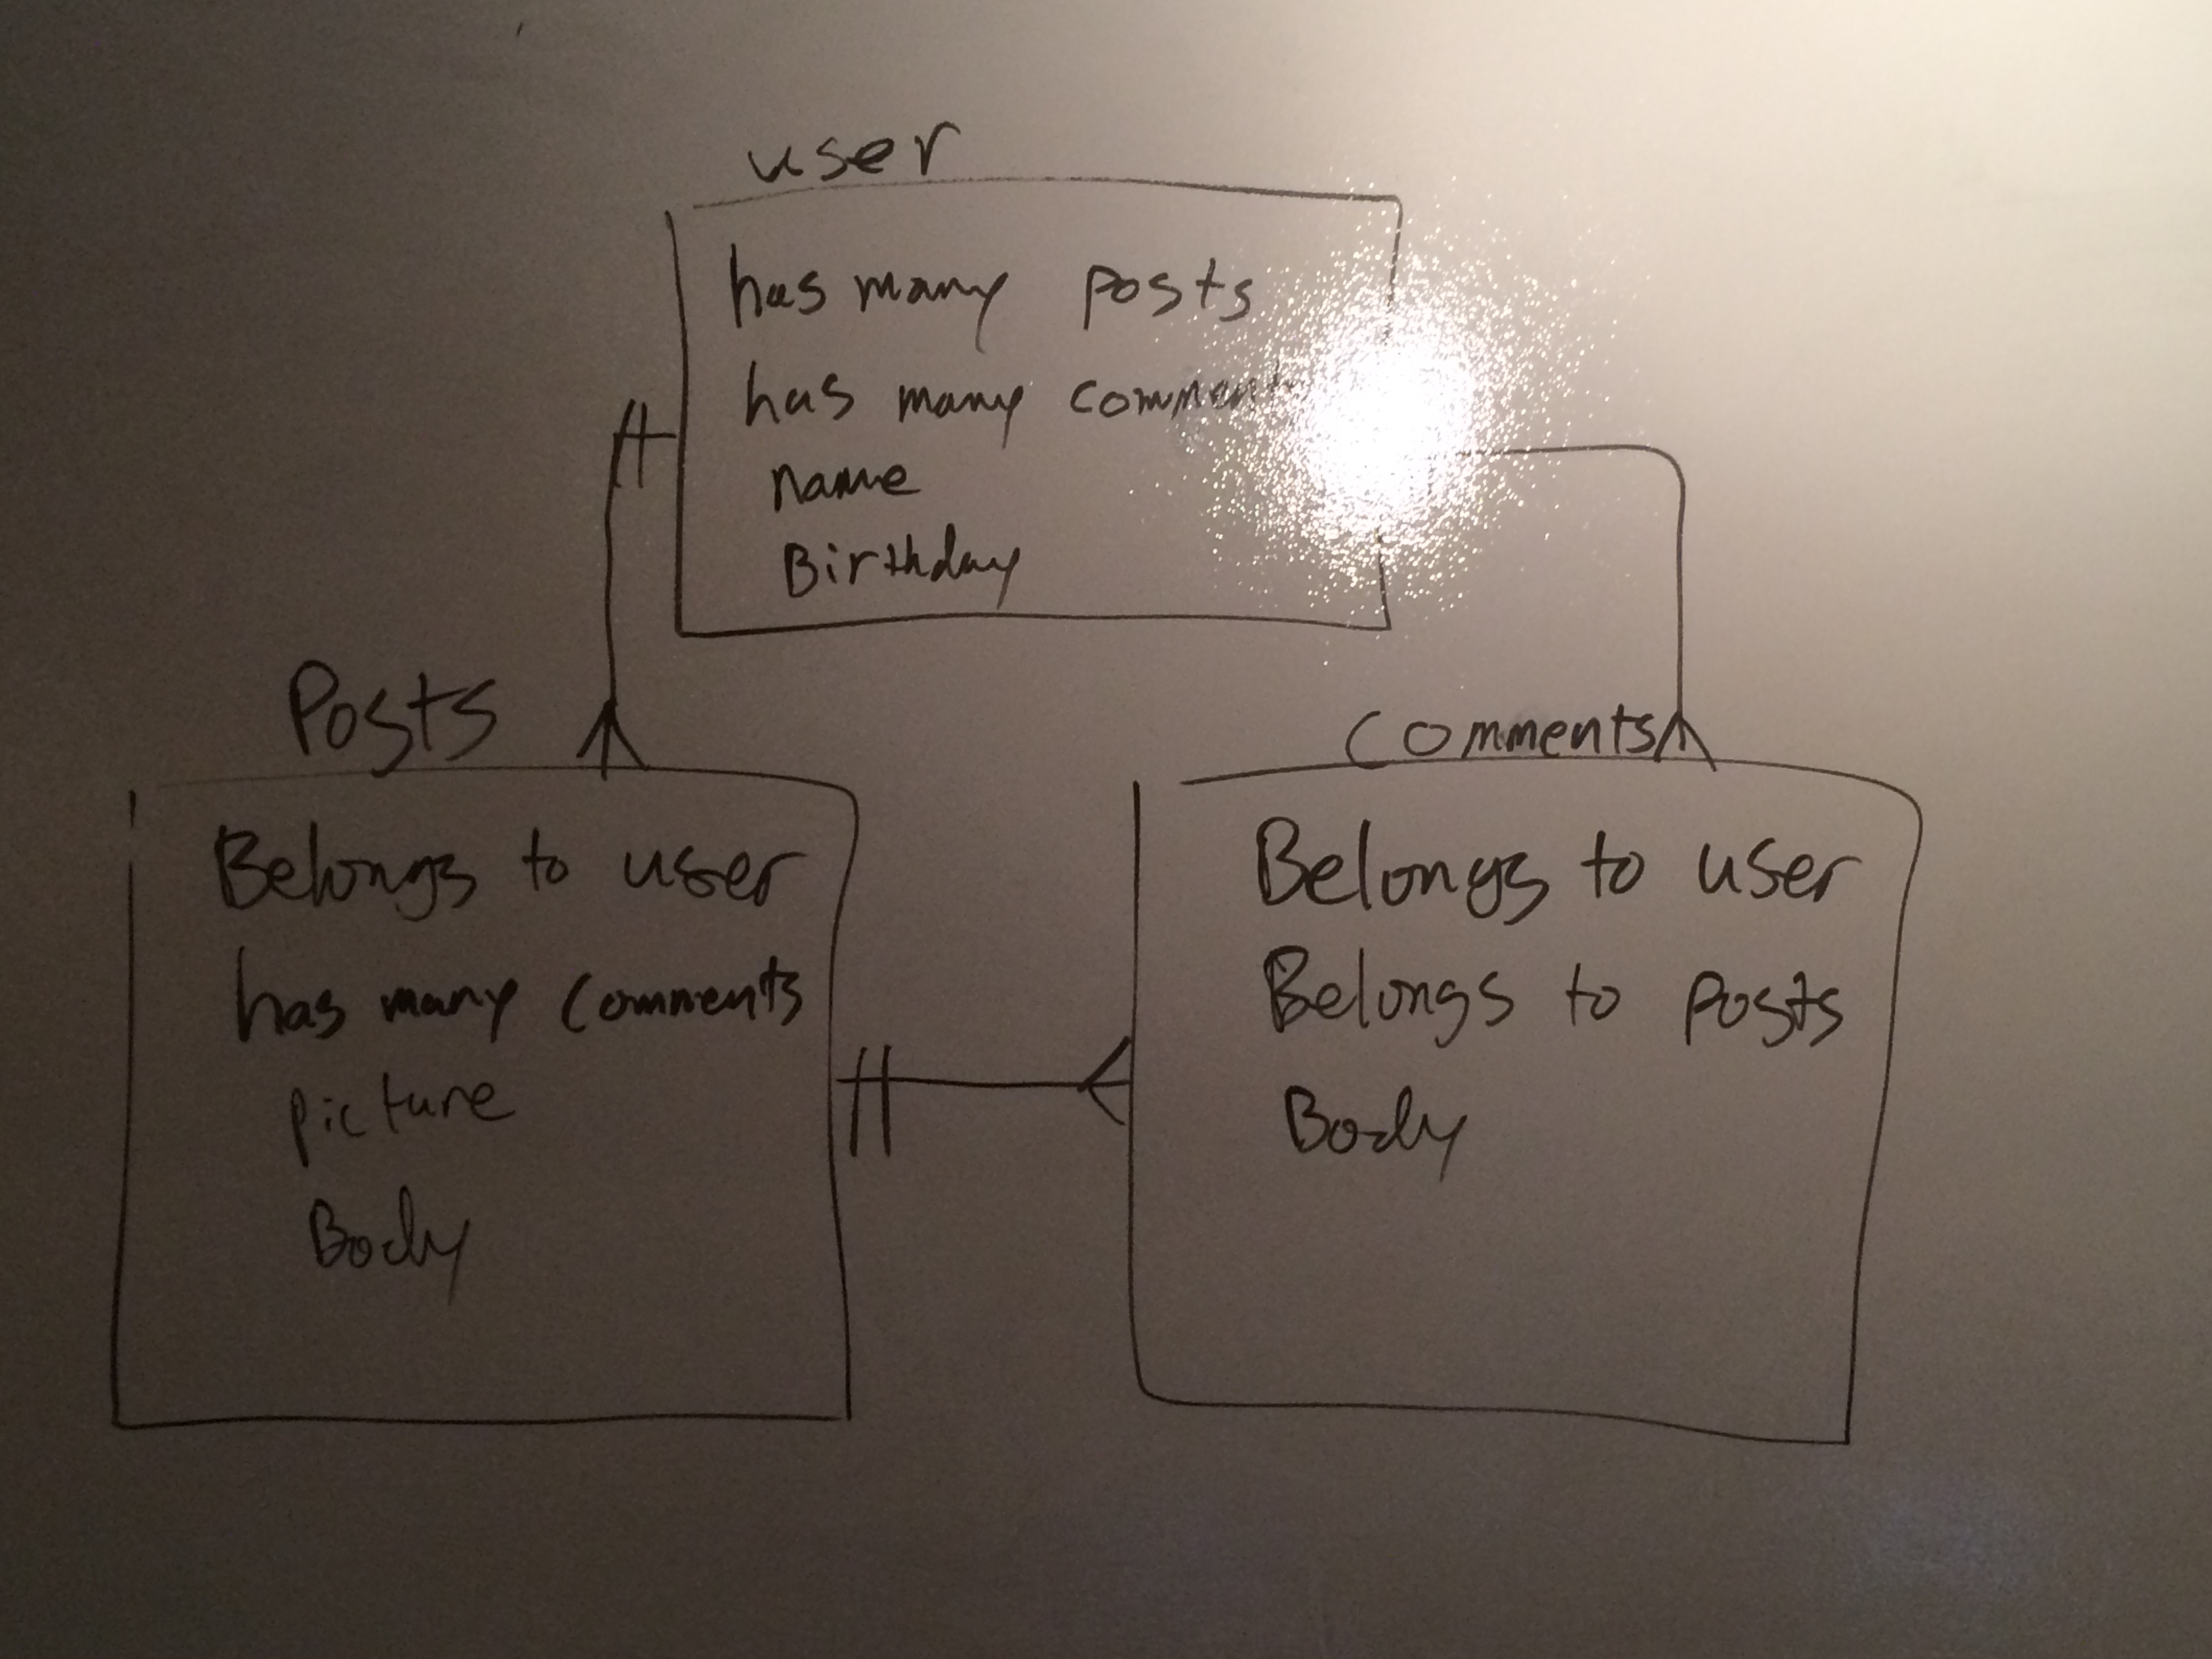 user
has many posts
has many comments
name
Birthday
Posts
Belongs to user
has many comments
picture
Body
comments
Belongs to user
Belongs to posts
Body